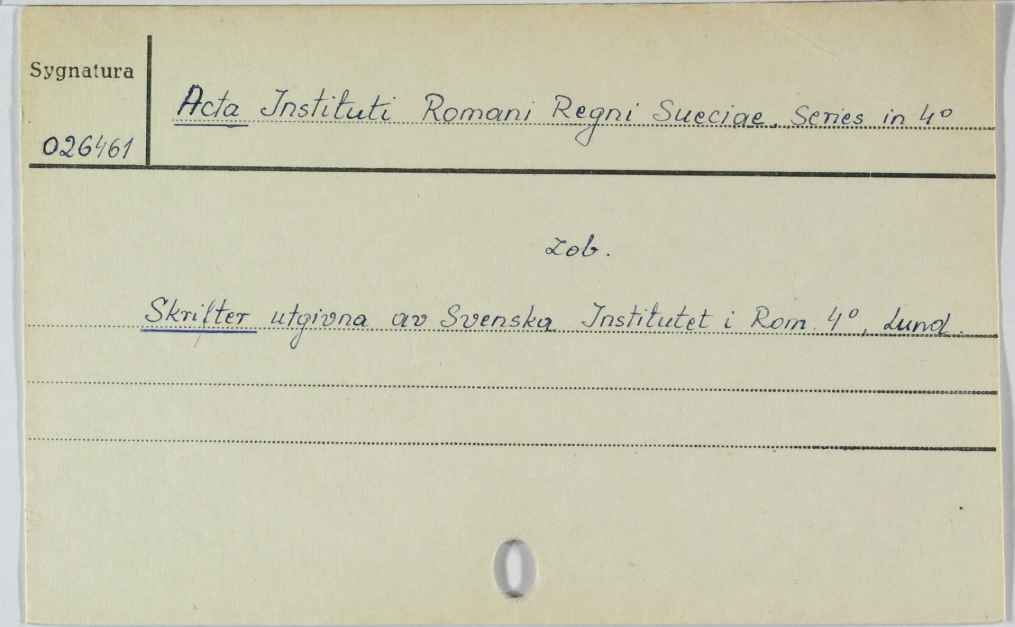 Sygnatura
Acta Instituti Romani Regni Sueciae. Series in 4°
026461
zob.
Skrifter utgivna av Svenska Institutet i Rom. 4°, Lund.